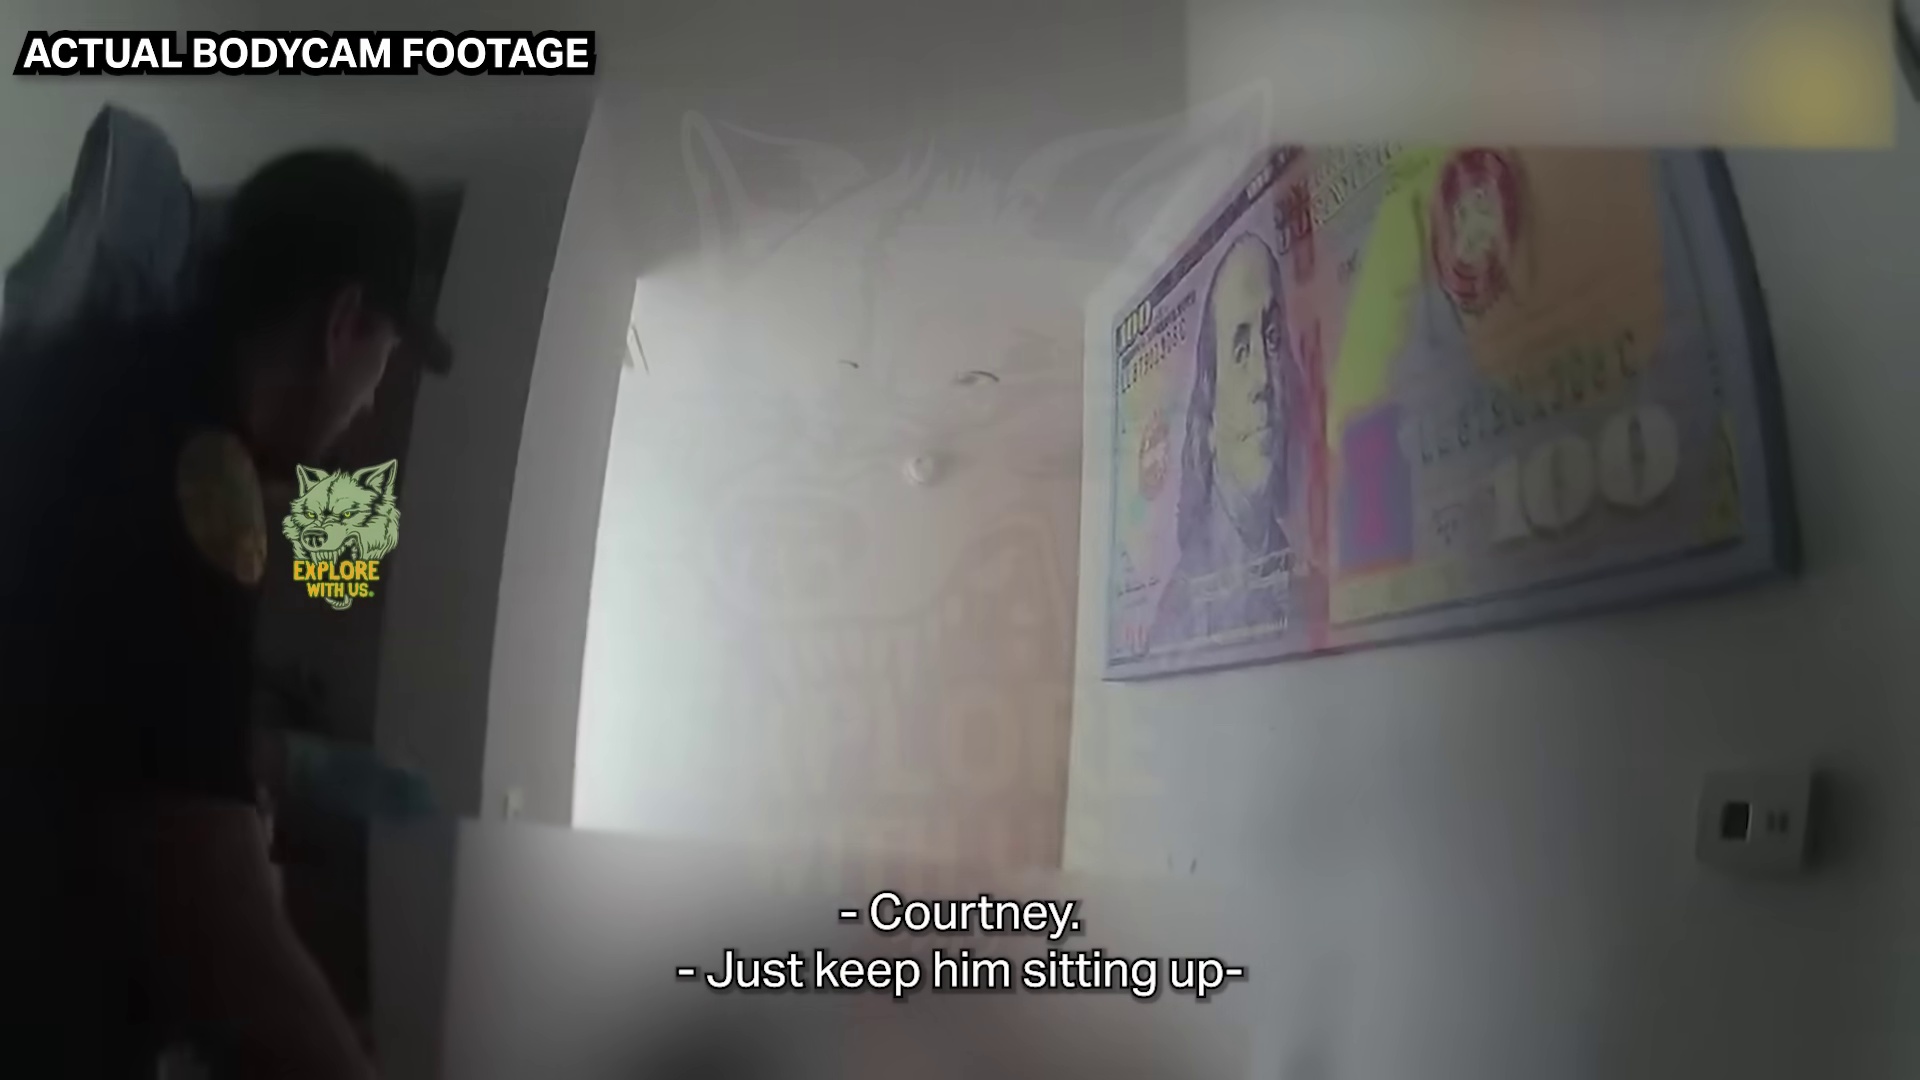 ACTUAL BODYCAM FOOTAGE
100
100
EXPLORE
WITH US.
- Courtney.
- Just keep him sitting up-